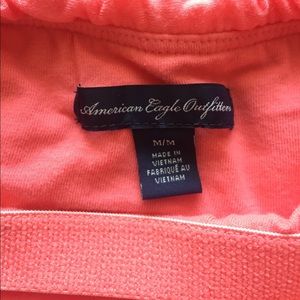 American Eagle Outfitters
M/M
MADE IN
VIETNAM
FABRIQUÉ AU
VIETNAM